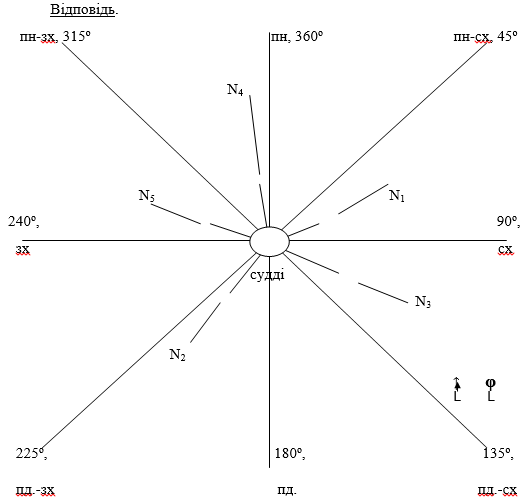 Відповідь.
пн-зх, 315º
пн, 360º
пн-сх, 45º
N4
N5
N1
240º,
зх
90º,
сх
судді
N3
N2
φ
L L
225º,
180º,
135º,
пд.-зх
пд.
пд.-сх